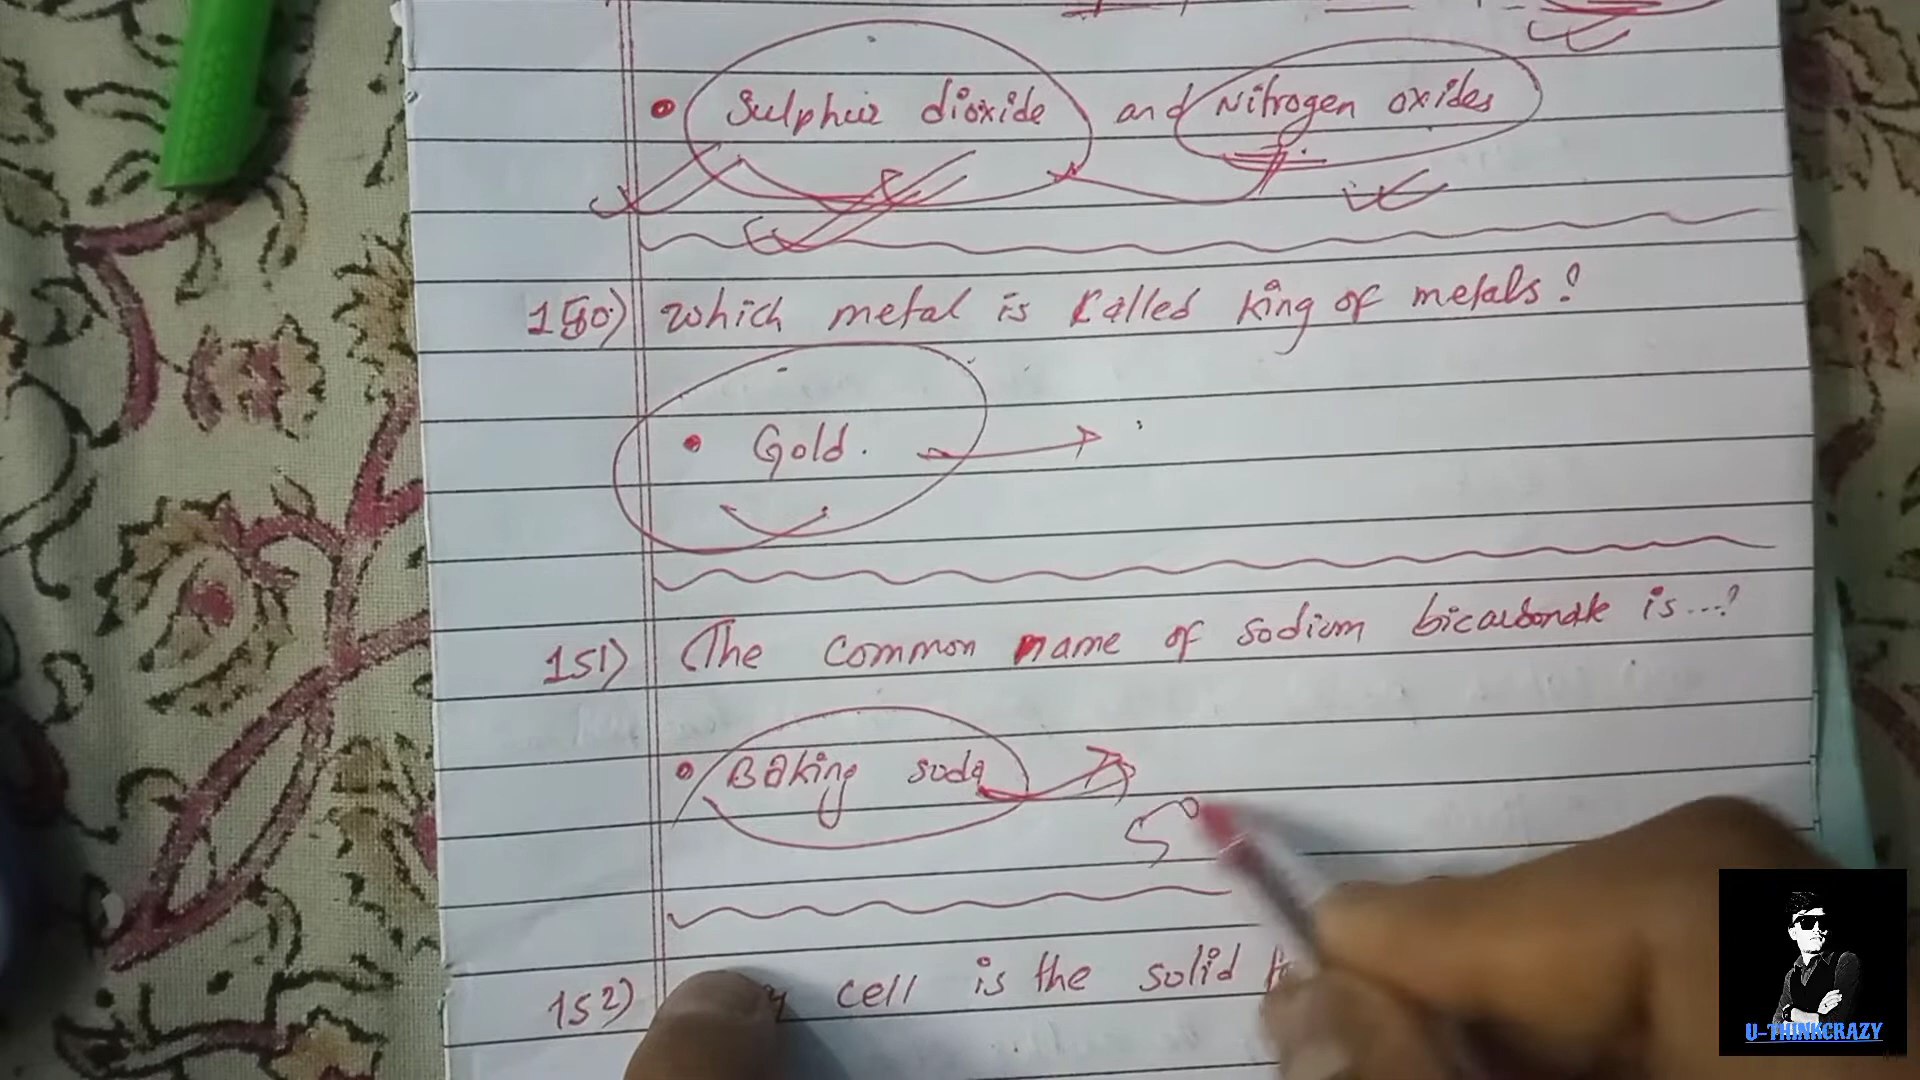 • Sulphur dioxide and Nitrogen oxides
150) Which metal is called king of metals?
• Gold.
151) The common name of sodium bicarbonate is...?
• Baking soda
So
152) cell is the solid
U-THINKCRAZY